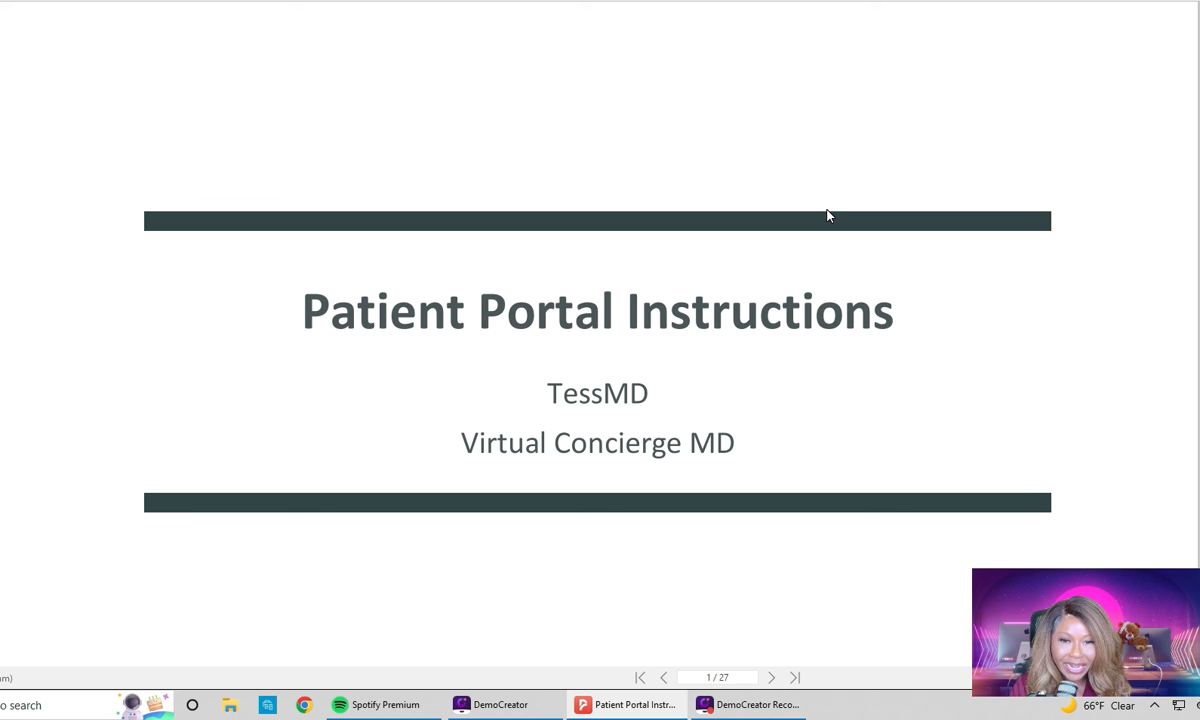 Patient Portal Instructions
TessMD
Virtual Concierge MD
mm)
1 / 27
o search
Spotify Premium
DemoCreator
Patient Portal Instr...
DemoCreator Reco...
66°F Clear